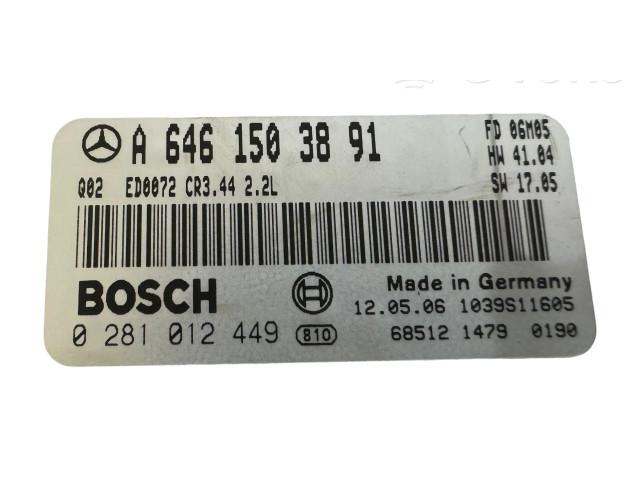 A 646 150 38 91
FD 06M05
HW 41.04
SW 17.05
Q02 ED0072 CR3.44 2.2L
BOSCH
Made in Germany
12.05.06 1039S11605
0 281 012 449 810
68512 1479 0190